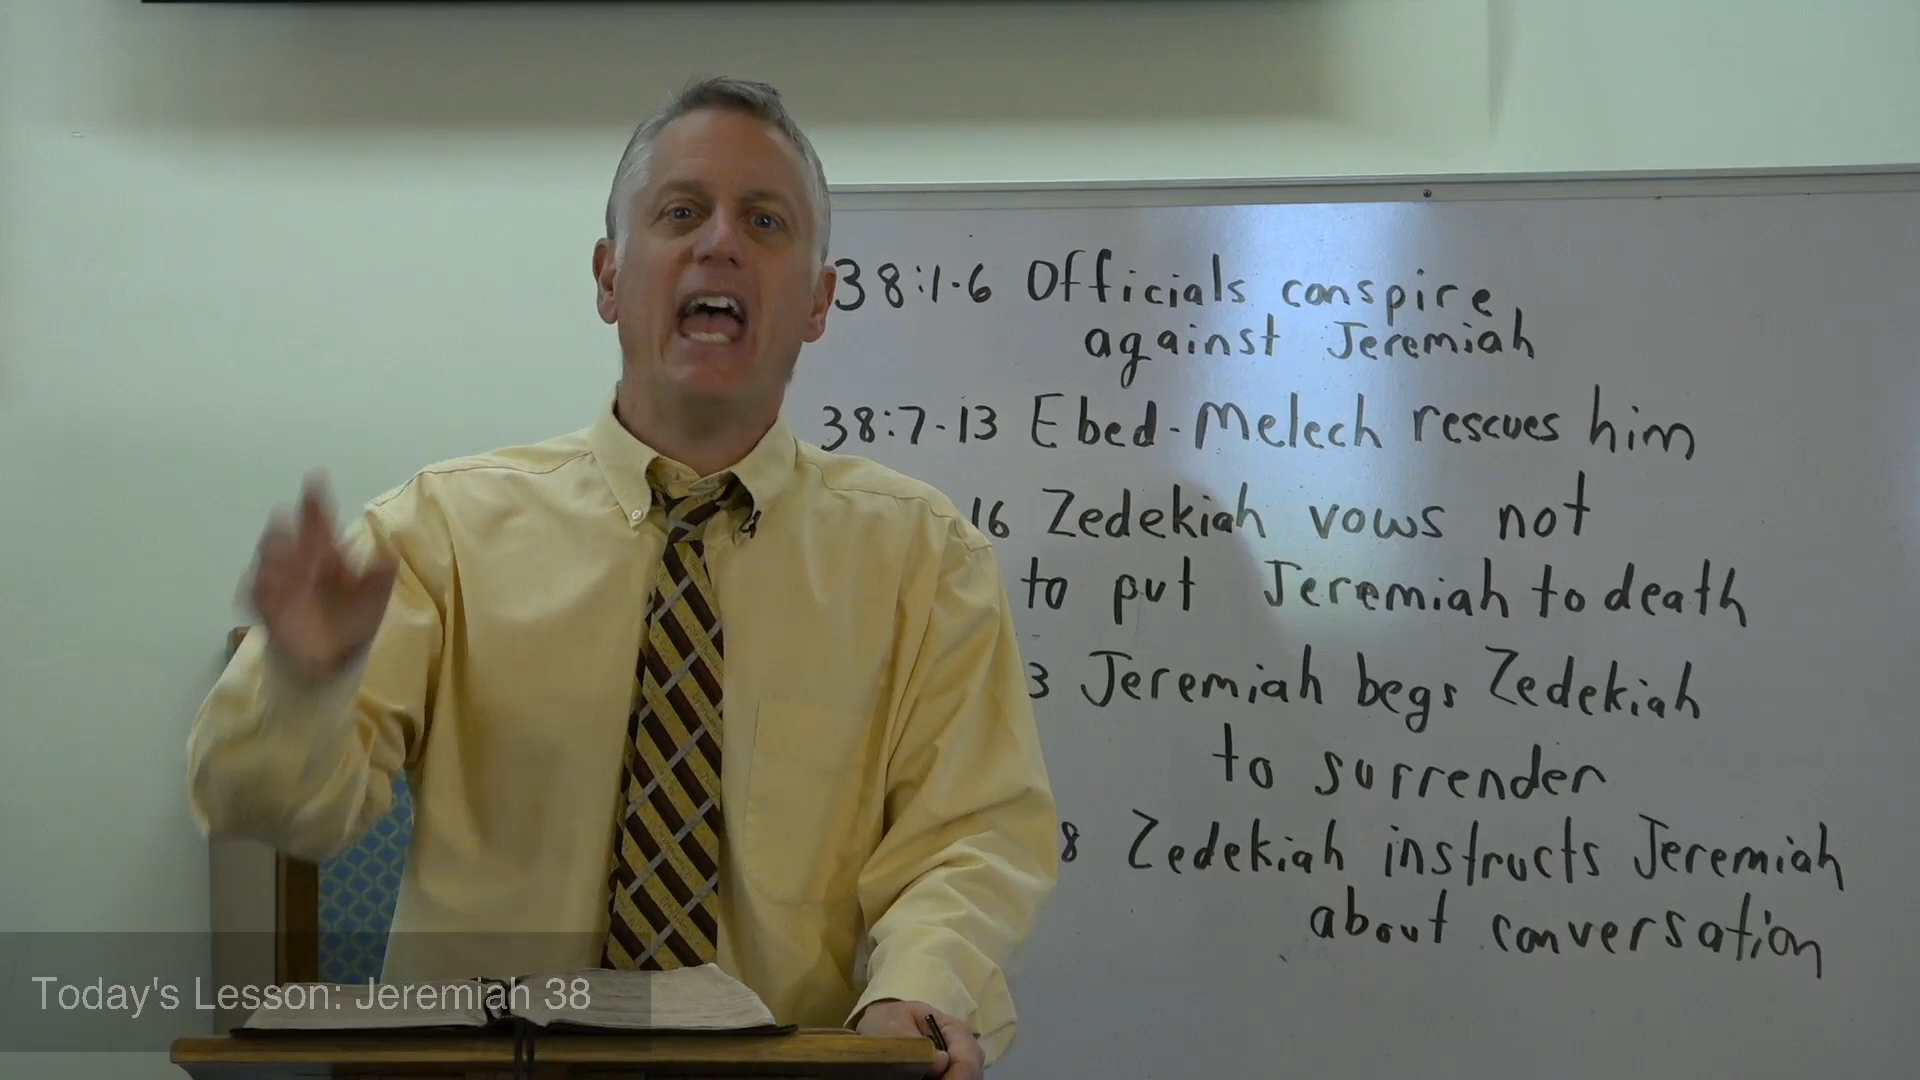 38:1-6 Officials conspire
against Jeremiah
38:7-13 Ebed-Melech rescues him
16 Zedekiah vows not
to put Jeremiah to death
3 Jeremiah begs Zedekiah
to surrender
8 Zedekiah instructs Jeremiah
about conversation
Today's Lesson: Jeremiah 38